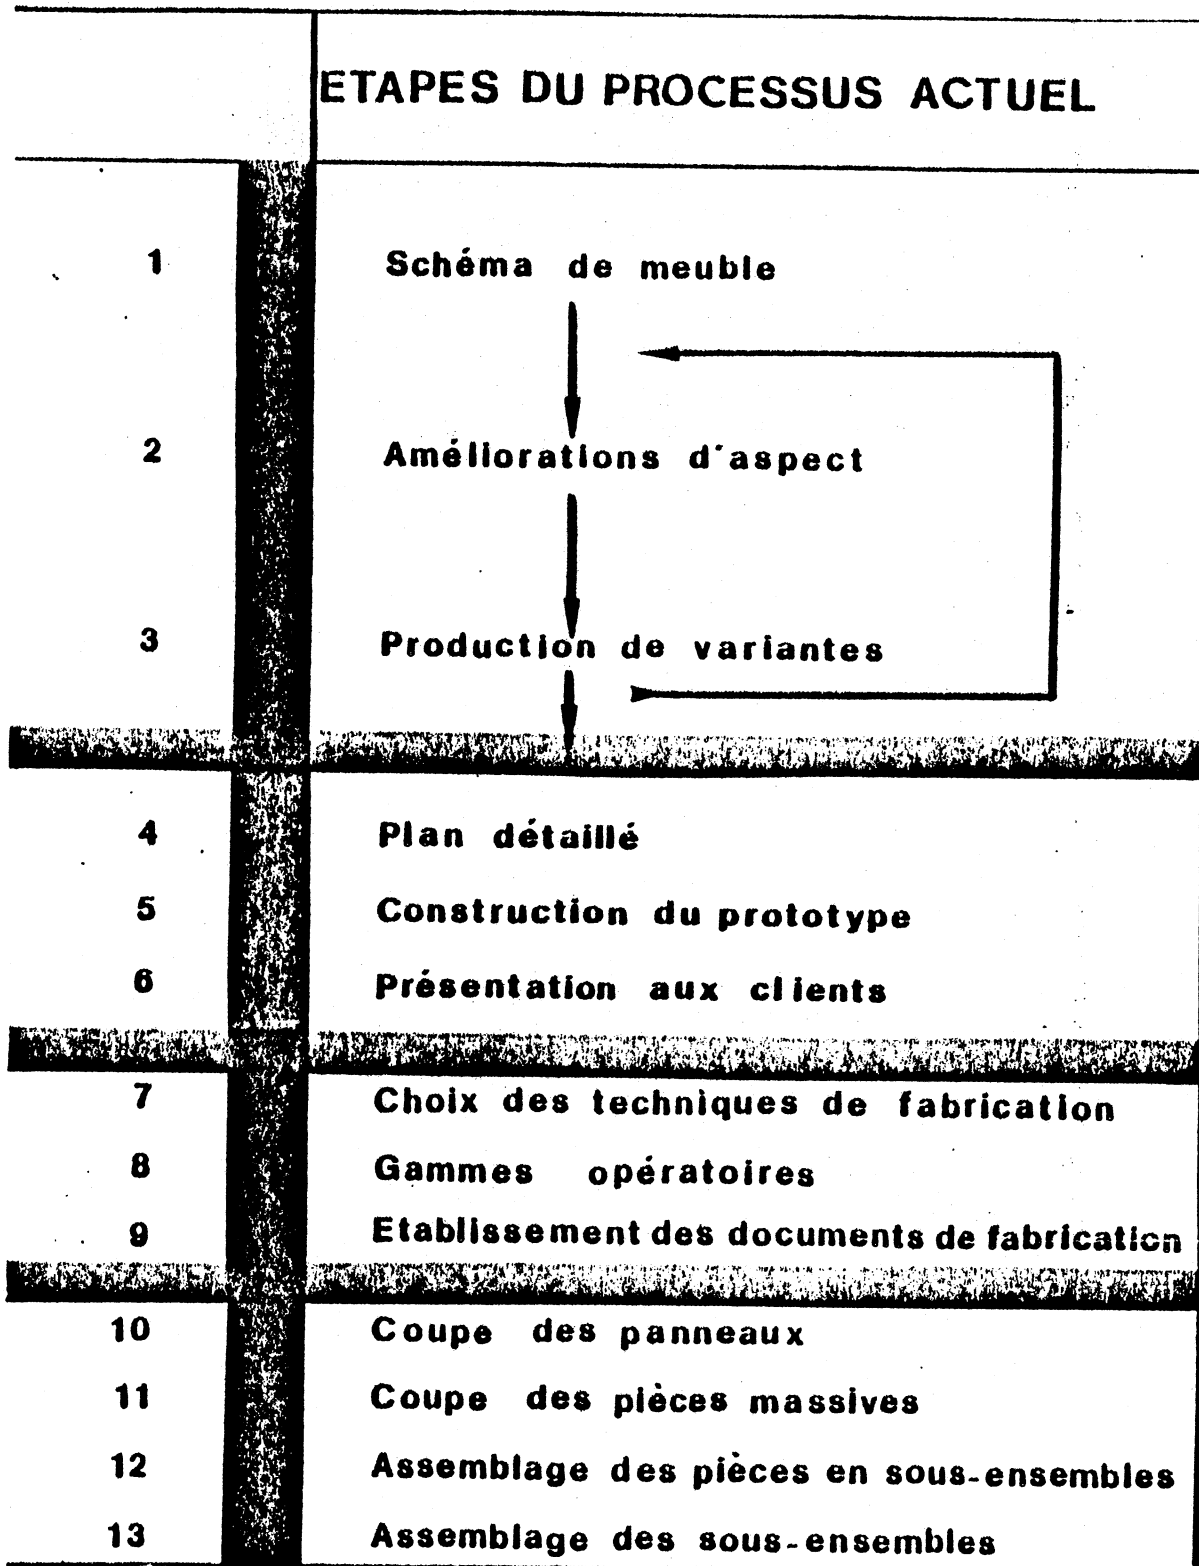 ETAPES DU PROCESSUS ACTUEL
1 Schéma de meuble
2 Améliorations d'aspect
3 Production de variantes
4 Plan détaillé
5 Construction du prototype
6 Présentation aux clients
7 Choix des techniques de fabrication
8 Gammes opératoires
9 Etablissement des documents de fabrication
10 Coupe des panneaux
11 Coupe des pièces massives
12 Assemblage des pièces en sous-ensembles
13 Assemblage des sous-ensembles